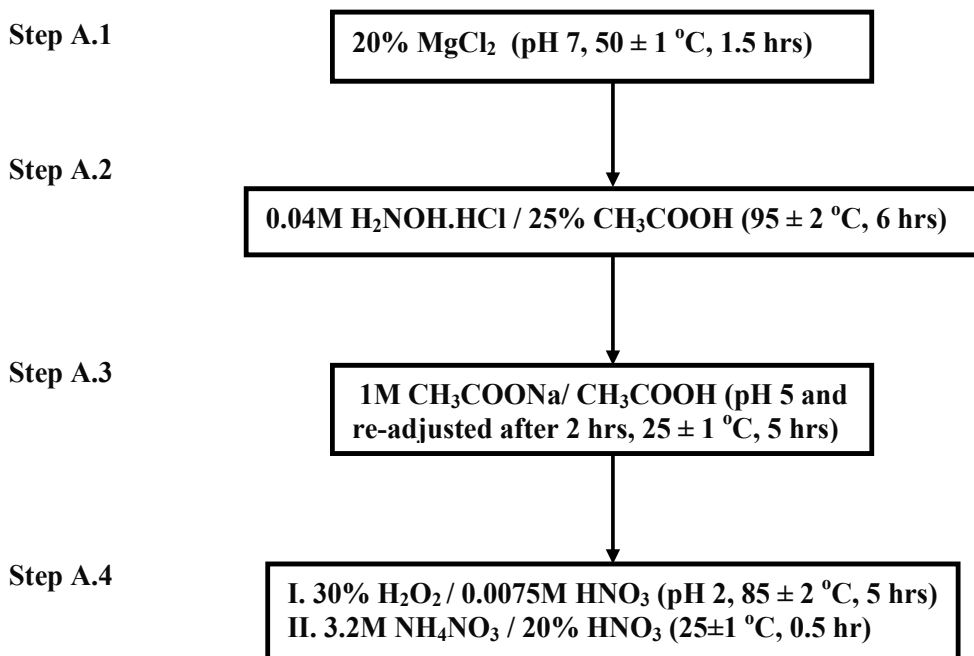 Step A.1
20% MgCl₂ (pH 7, 50 ± 1 °C, 1.5 hrs)
Step A.2
0.04M H₂NOH.HCl / 25% CH₃COOH (95 ± 2 °C, 6 hrs)
Step A.3
1M CH₃COONa/ CH₃COOH (pH 5 and
re-adjusted after 2 hrs, 25 ± 1 °C, 5 hrs)
Step A.4
I. 30% H₂O₂ / 0.0075M HNO₃ (pH 2, 85 ± 2 °C, 5 hrs)
II. 3.2M NH₄NO₃ / 20% HNO₃ (25±1 °C, 0.5 hr)